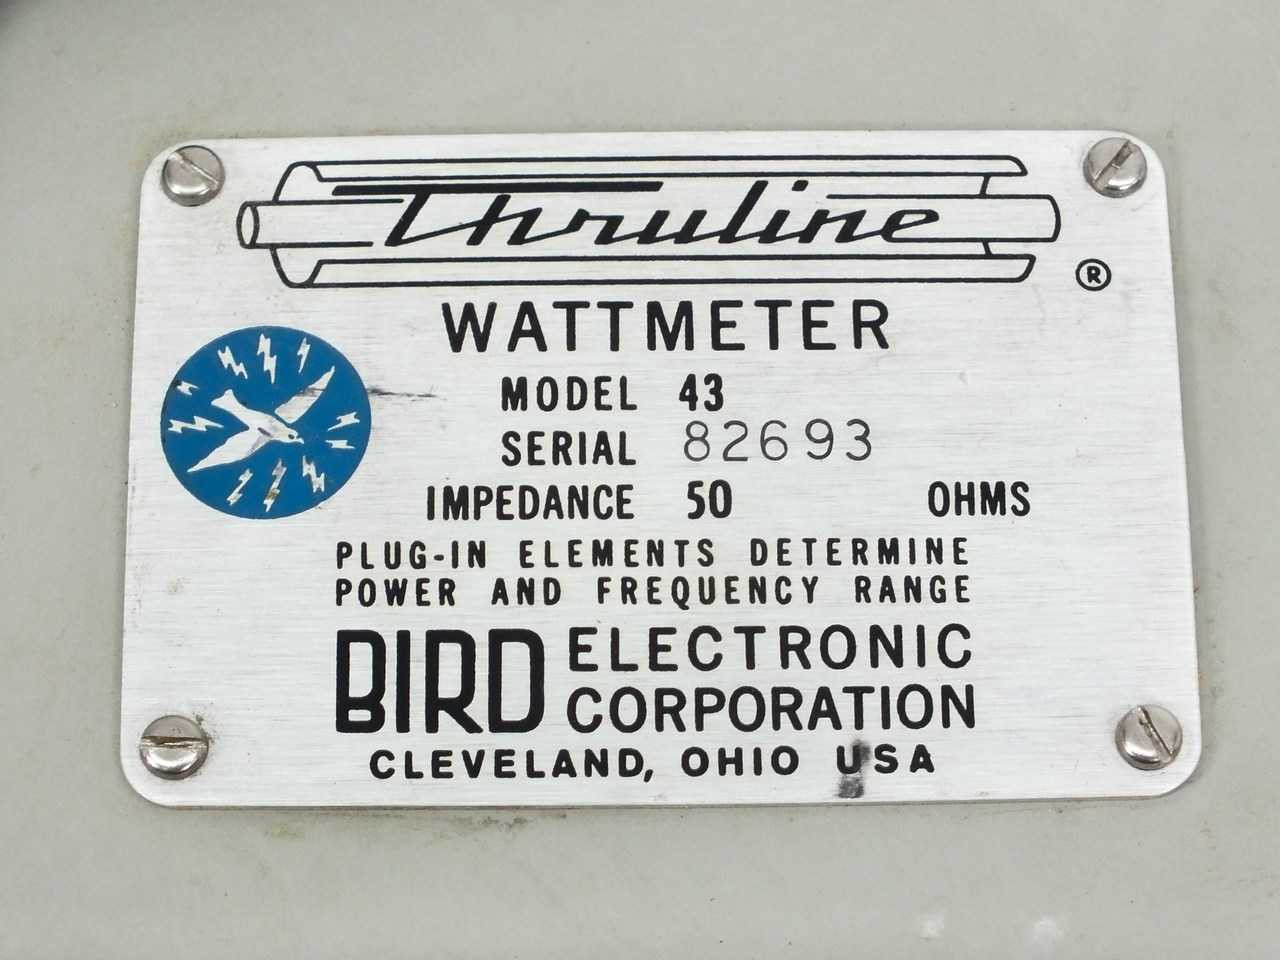 Thruline
®
WATTMETER
MODEL 43
SERIAL 82693
IMPEDANCE 50 OHMS
PLUG-IN ELEMENTS DETERMINE
POWER AND FREQUENCY RANGE
BIRD ELECTRONIC
CORPORATION
CLEVELAND, OHIO USA